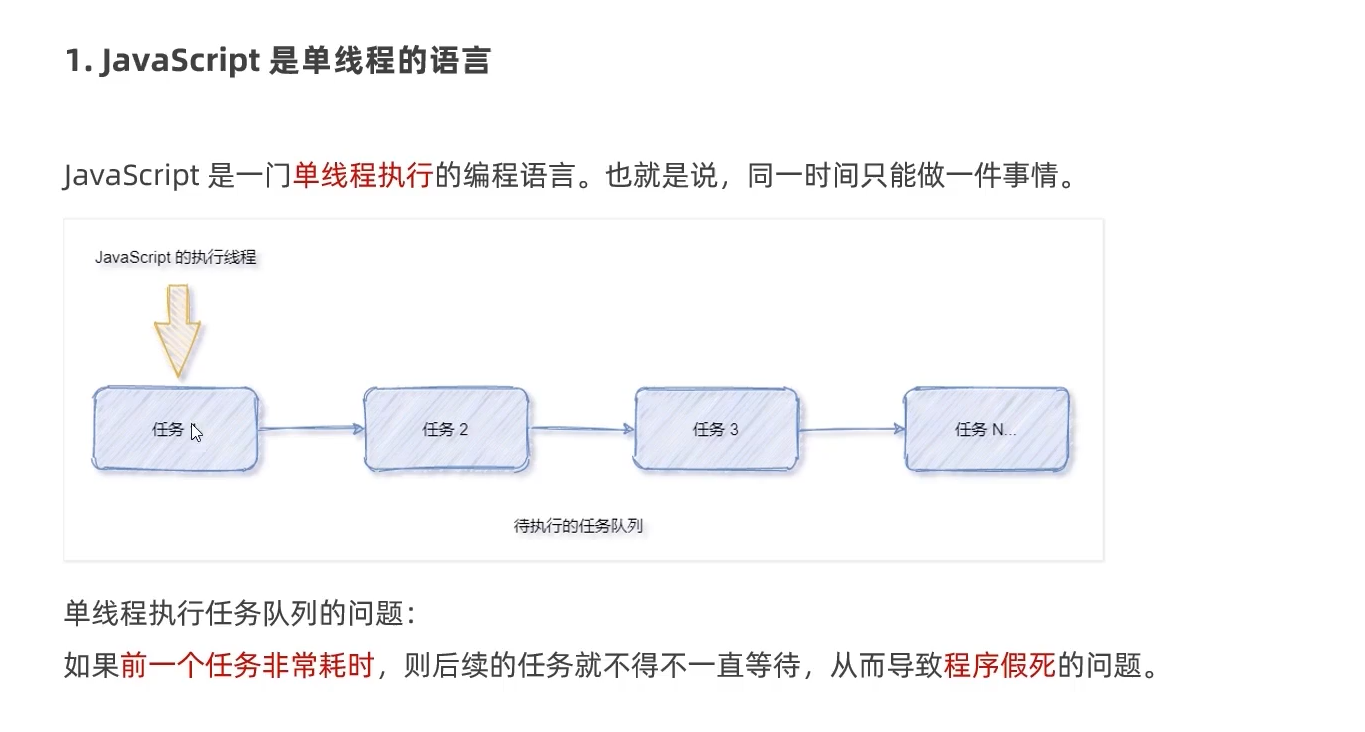 1. JavaScript 是单线程的语言
JavaScript 是一门单线程执行的编程语言。也就是说，同一时间只能做一件事情。
JavaScript 的执行线程
任务
任务 2
任务 3
任务 N...
待执行的任务队列
单线程执行任务队列的问题：
如果前一个任务非常耗时，则后续的任务就不得不一直等待，从而导致程序假死的问题。